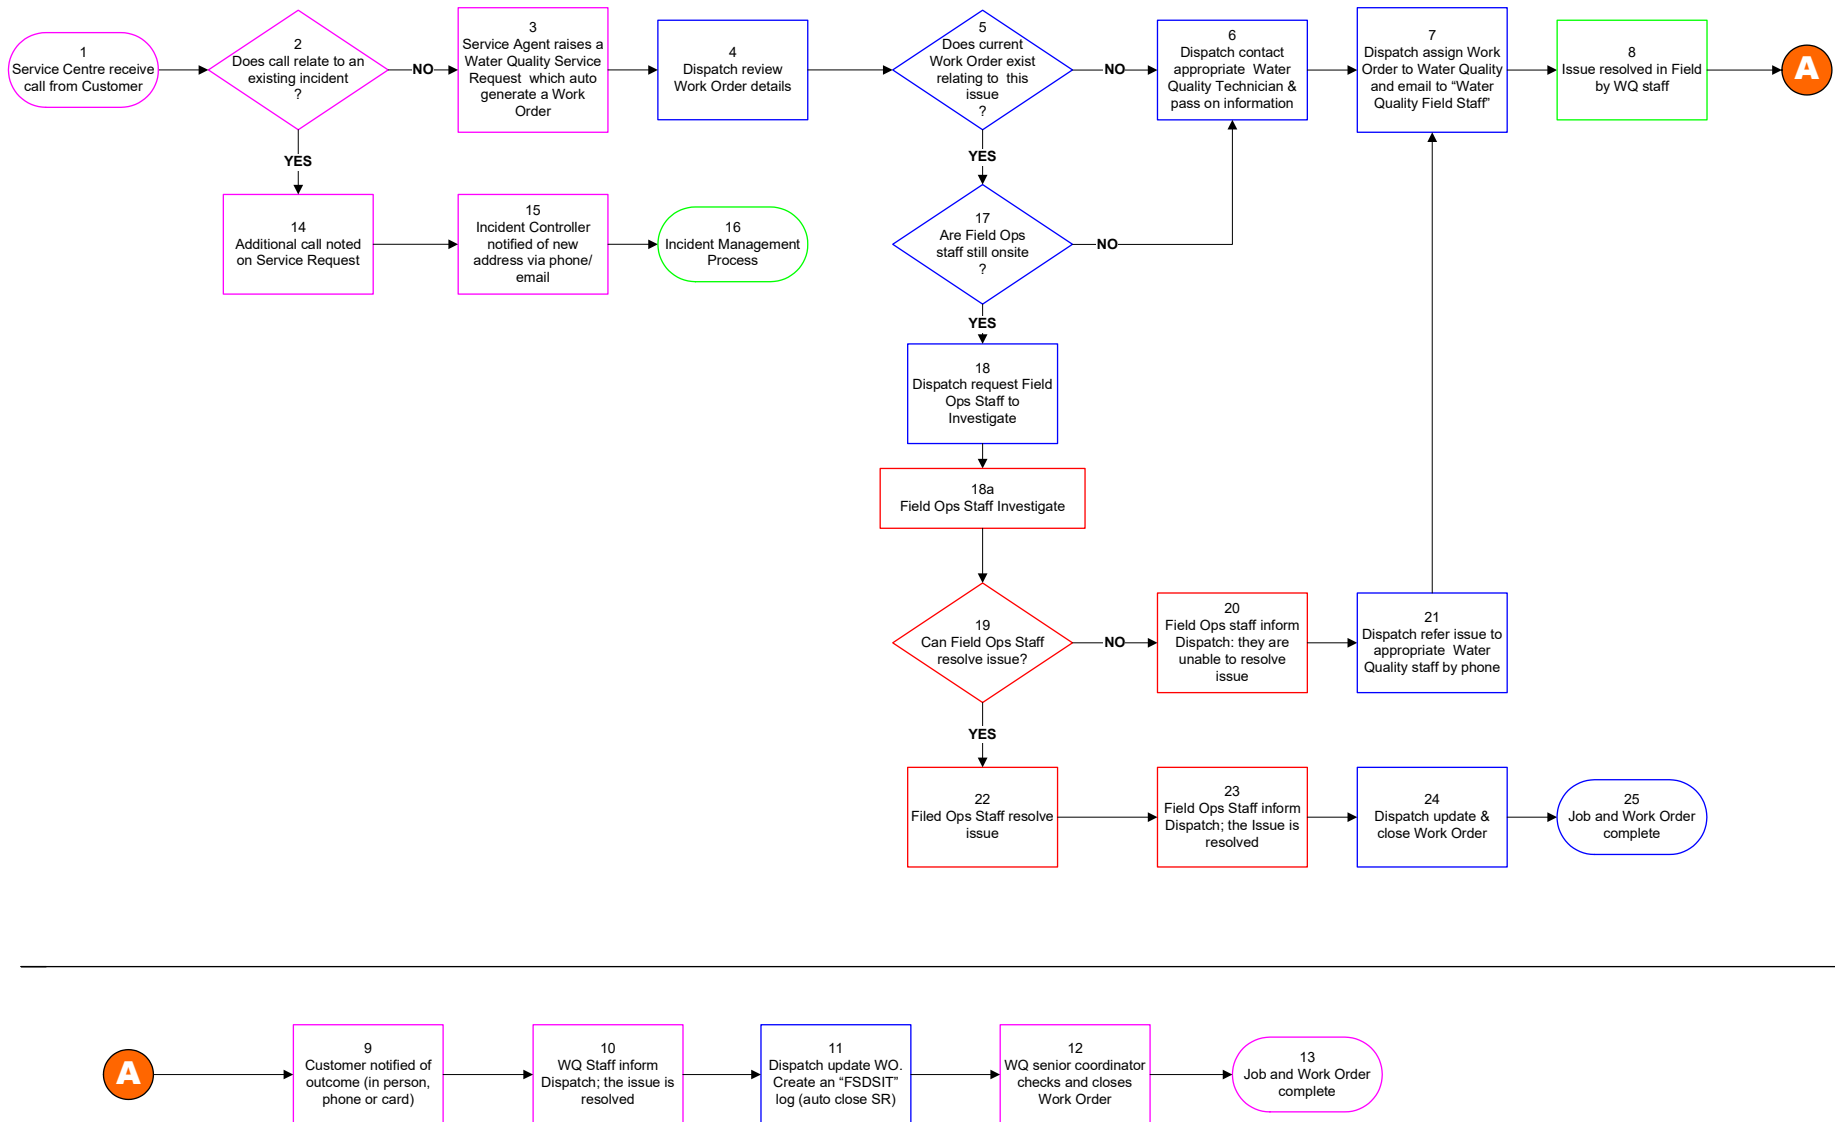 1
Service Centre receive
call from Customer
2
Does call relate to an
existing incident
?
NO
3
Service Agent raises a
Water Quality Service
Request which auto
generate a Work
Order
4
Dispatch review
Work Order details
5
Does current
Work Order exist
relating to this
issue
?
NO
6
Dispatch contact
appropriate Water
Quality Technician &
pass on information
7
Dispatch assign Work
Order to Water Quality
and email to “Water
Quality Field Staff”
8
Issue resolved in Field
by WQ staff
A
YES
YES
14
Additional call noted
on Service Request
15
Incident Controller
notified of new
address via phone/
email
16
Incident Management
Process
17
Are Field Ops
staff still onsite
?
NO
YES
18
Dispatch request Field
Ops Staff to
Investigate
18a
Field Ops Staff Investigate
19
Can Field Ops Staff
resolve issue?
NO
20
Field Ops staff inform
Dispatch: they are
unable to resolve
issue
21
Dispatch refer issue to
appropriate Water
Quality staff by phone
YES
22
Filed Ops Staff resolve
issue
23
Field Ops Staff inform
Dispatch; the Issue is
resolved
24
Dispatch update &
close Work Order
25
Job and Work Order
complete
A
9
Customer notified of
outcome (in person,
phone or card)
10
WQ Staff inform
Dispatch; the issue is
resolved
11
Dispatch update WO.
Create an “FSDSIT”
log (auto close SR)
12
WQ senior coordinator
checks and closes
Work Order
13
Job and Work Order
complete